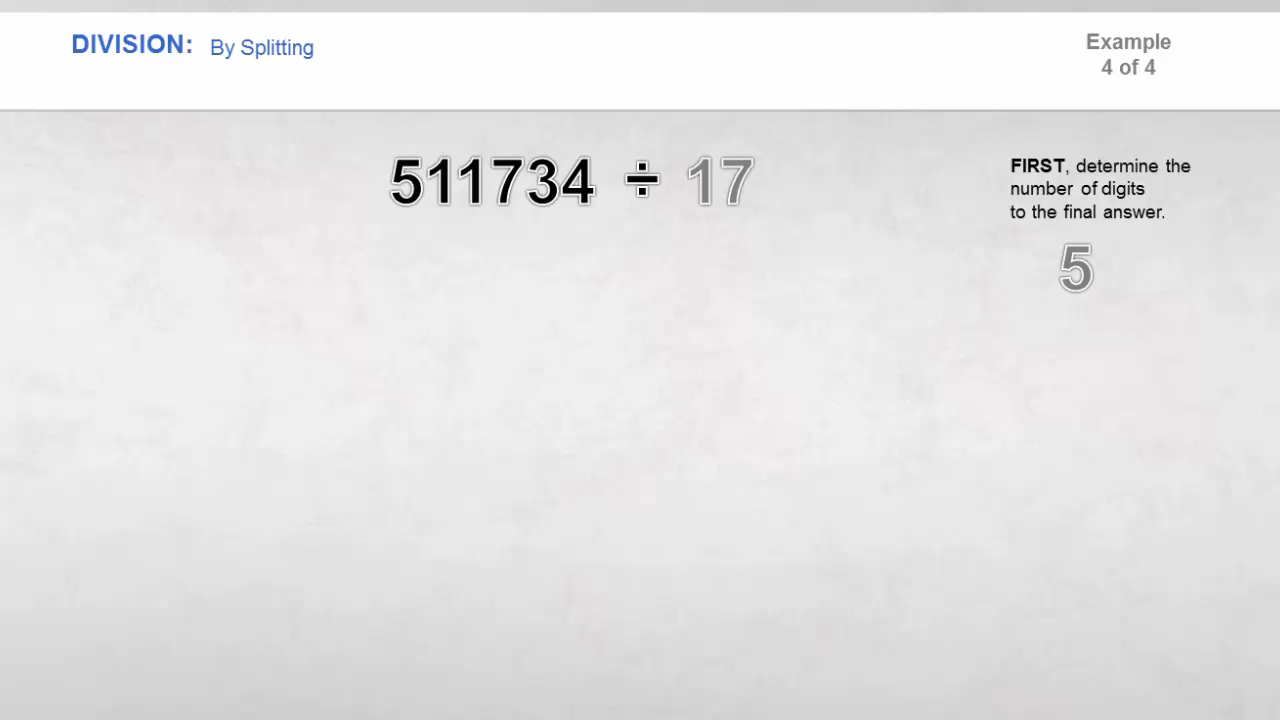 DIVISION: By Splitting
Example
4 of 4
511734 ÷ 17
FIRST, determine the
number of digits
to the final answer.
5